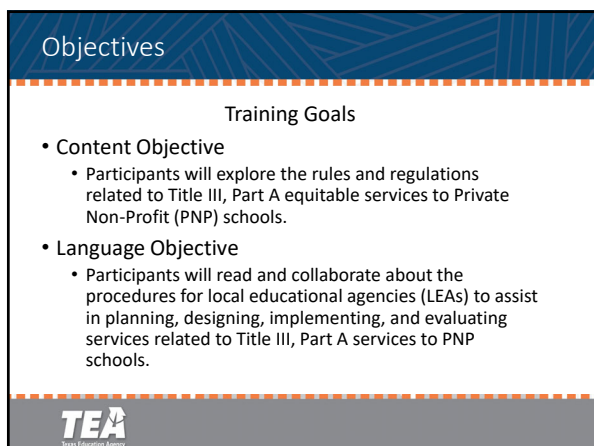 Objectives
Training Goals
• Content Objective
• Participants will explore the rules and regulations
related to Title III, Part A equitable services to Private
Non-Profit (PNP) schools.
• Language Objective
• Participants will read and collaborate about the
procedures for local educational agencies (LEAs) to assist
in planning, designing, implementing, and evaluating
services related to Title III, Part A services to PNP
schools.
TEA
Texas Education Agency